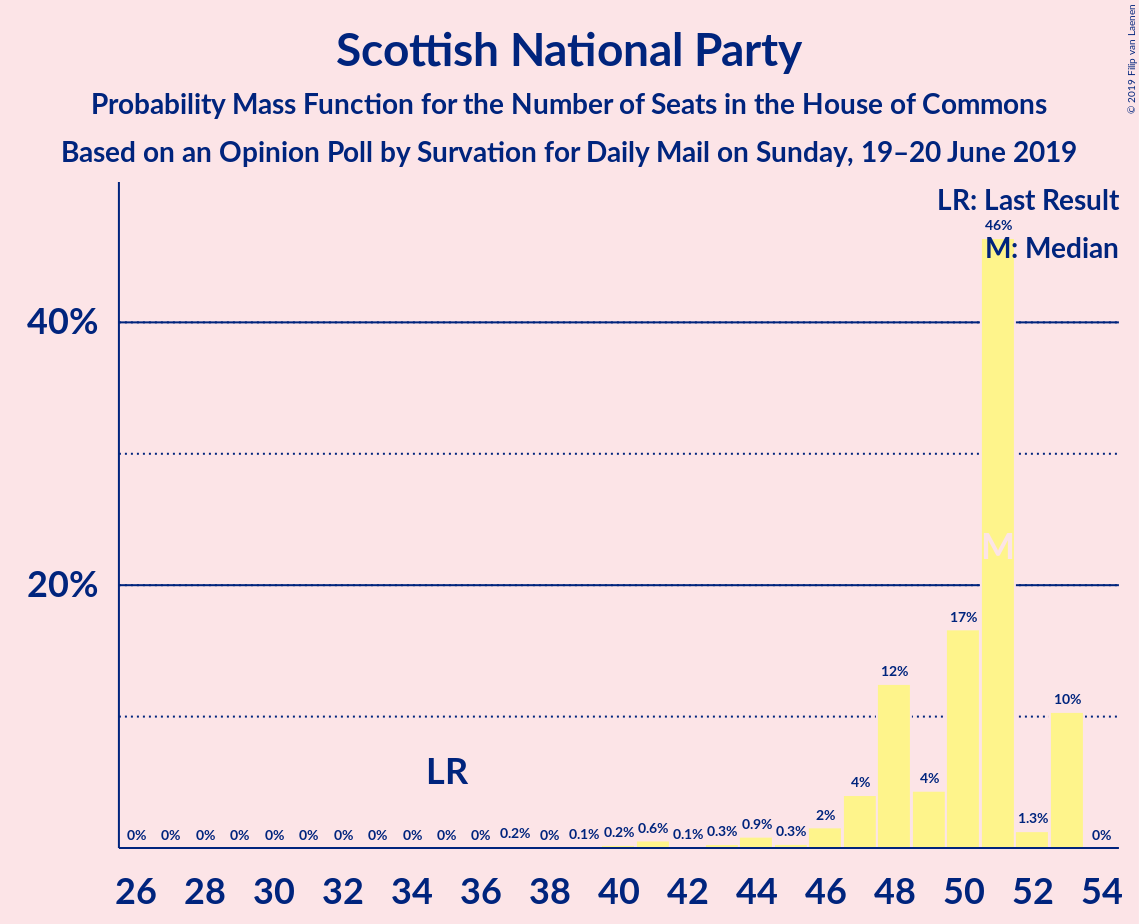 Scottish National Party
Probability Mass Function for the Number of Seats in the House of Commons
Based on an Opinion Poll by Survation for Daily Mail on Sunday, 19–20 June 2019
© 2019 Filip van Laenen
LR: Last Result
M: Median
40%
20%
LR
M
0% 0% 0% 0% 0% 0% 0% 0% 0% 0% 0% 0.2% 0% 0.1% 0.2% 0.6% 0.1% 0.3% 0.9% 0.3% 2% 4% 12% 4% 17% 46% 1.3% 10% 0%
26 28 30 32 34 36 38 40 42 44 46 48 50 52 54